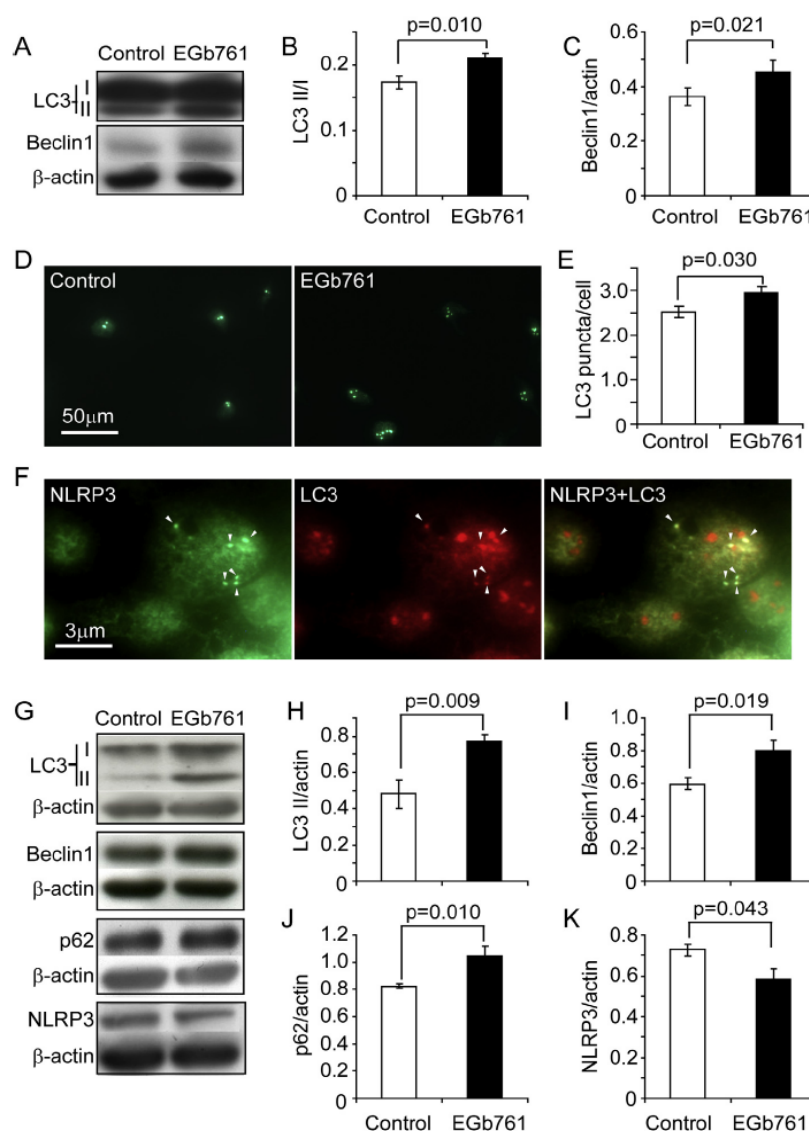 A
Control EGb761
LC3 I
II
Beclin1
β-actin
B
p=0.010
LC3 II/I
0.2
0.1
0
Control EGb761
C
p=0.021
Beclin1/actin
0.6
0.4
0.2
0
Control EGb761
D
Control
50μm
EGb761
E
p=0.030
LC3 puncta/cell
3.0
2.0
1.0
0
Control EGb761
F
NLRP3
3μm
LC3
NLRP3+LC3
G
Control EGb761
LC3 I
II
β-actin
Beclin1
β-actin
p62
β-actin
NLRP3
β-actin
H
p=0.009
LC3 II/actin
0.8
0.6
0.4
0.2
0
I
p=0.019
Beclin1/actin
1.0
0.8
0.6
0.4
0.2
0
J
p=0.010
p62/actin
1.2
1.0
0.8
0.6
0.4
0.2
0
Control EGb761
K
p=0.043
NLRP3/actin
0.8
0.6
0.4
0.2
0
Control EGb761